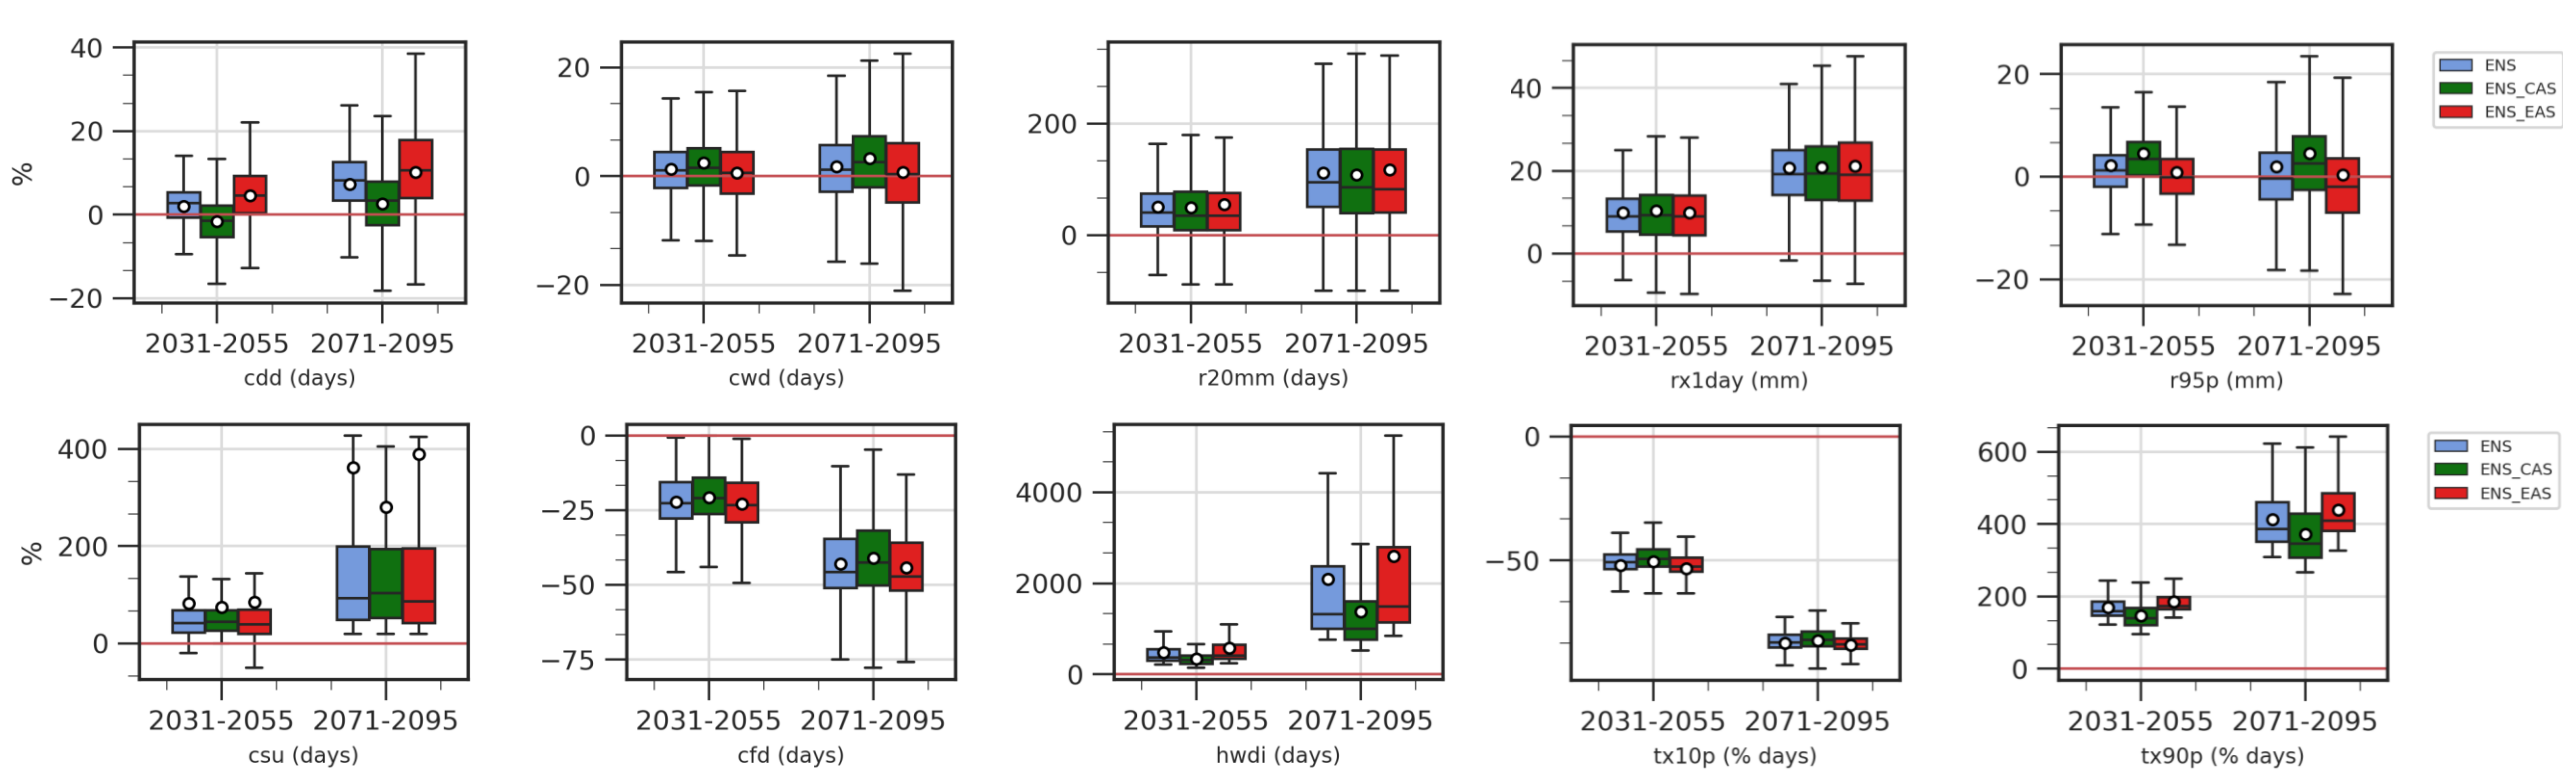 %
40
20
0
−20
2031-2055 2071-2095
cdd (days)
20
0
−20
2031-2055 2071-2095
cwd (days)
200
0
2031-2055 2071-2095
r20mm (days)
40
20
0
2031-2055 2071-2095
rx1day (mm)
20
0
−20
2031-2055 2071-2095
r95p (mm)
ENS
ENS_CAS
ENS_EAS
%
400
200
0
2031-2055 2071-2095
csu (days)
0
−25
−50
−75
2031-2055 2071-2095
cfd (days)
4000
2000
0
2031-2055 2071-2095
hwdi (days)
0
−50
2031-2055 2071-2095
tx10p (% days)
600
400
200
0
2031-2055 2071-2095
tx90p (% days)
ENS
ENS_CAS
ENS_EAS